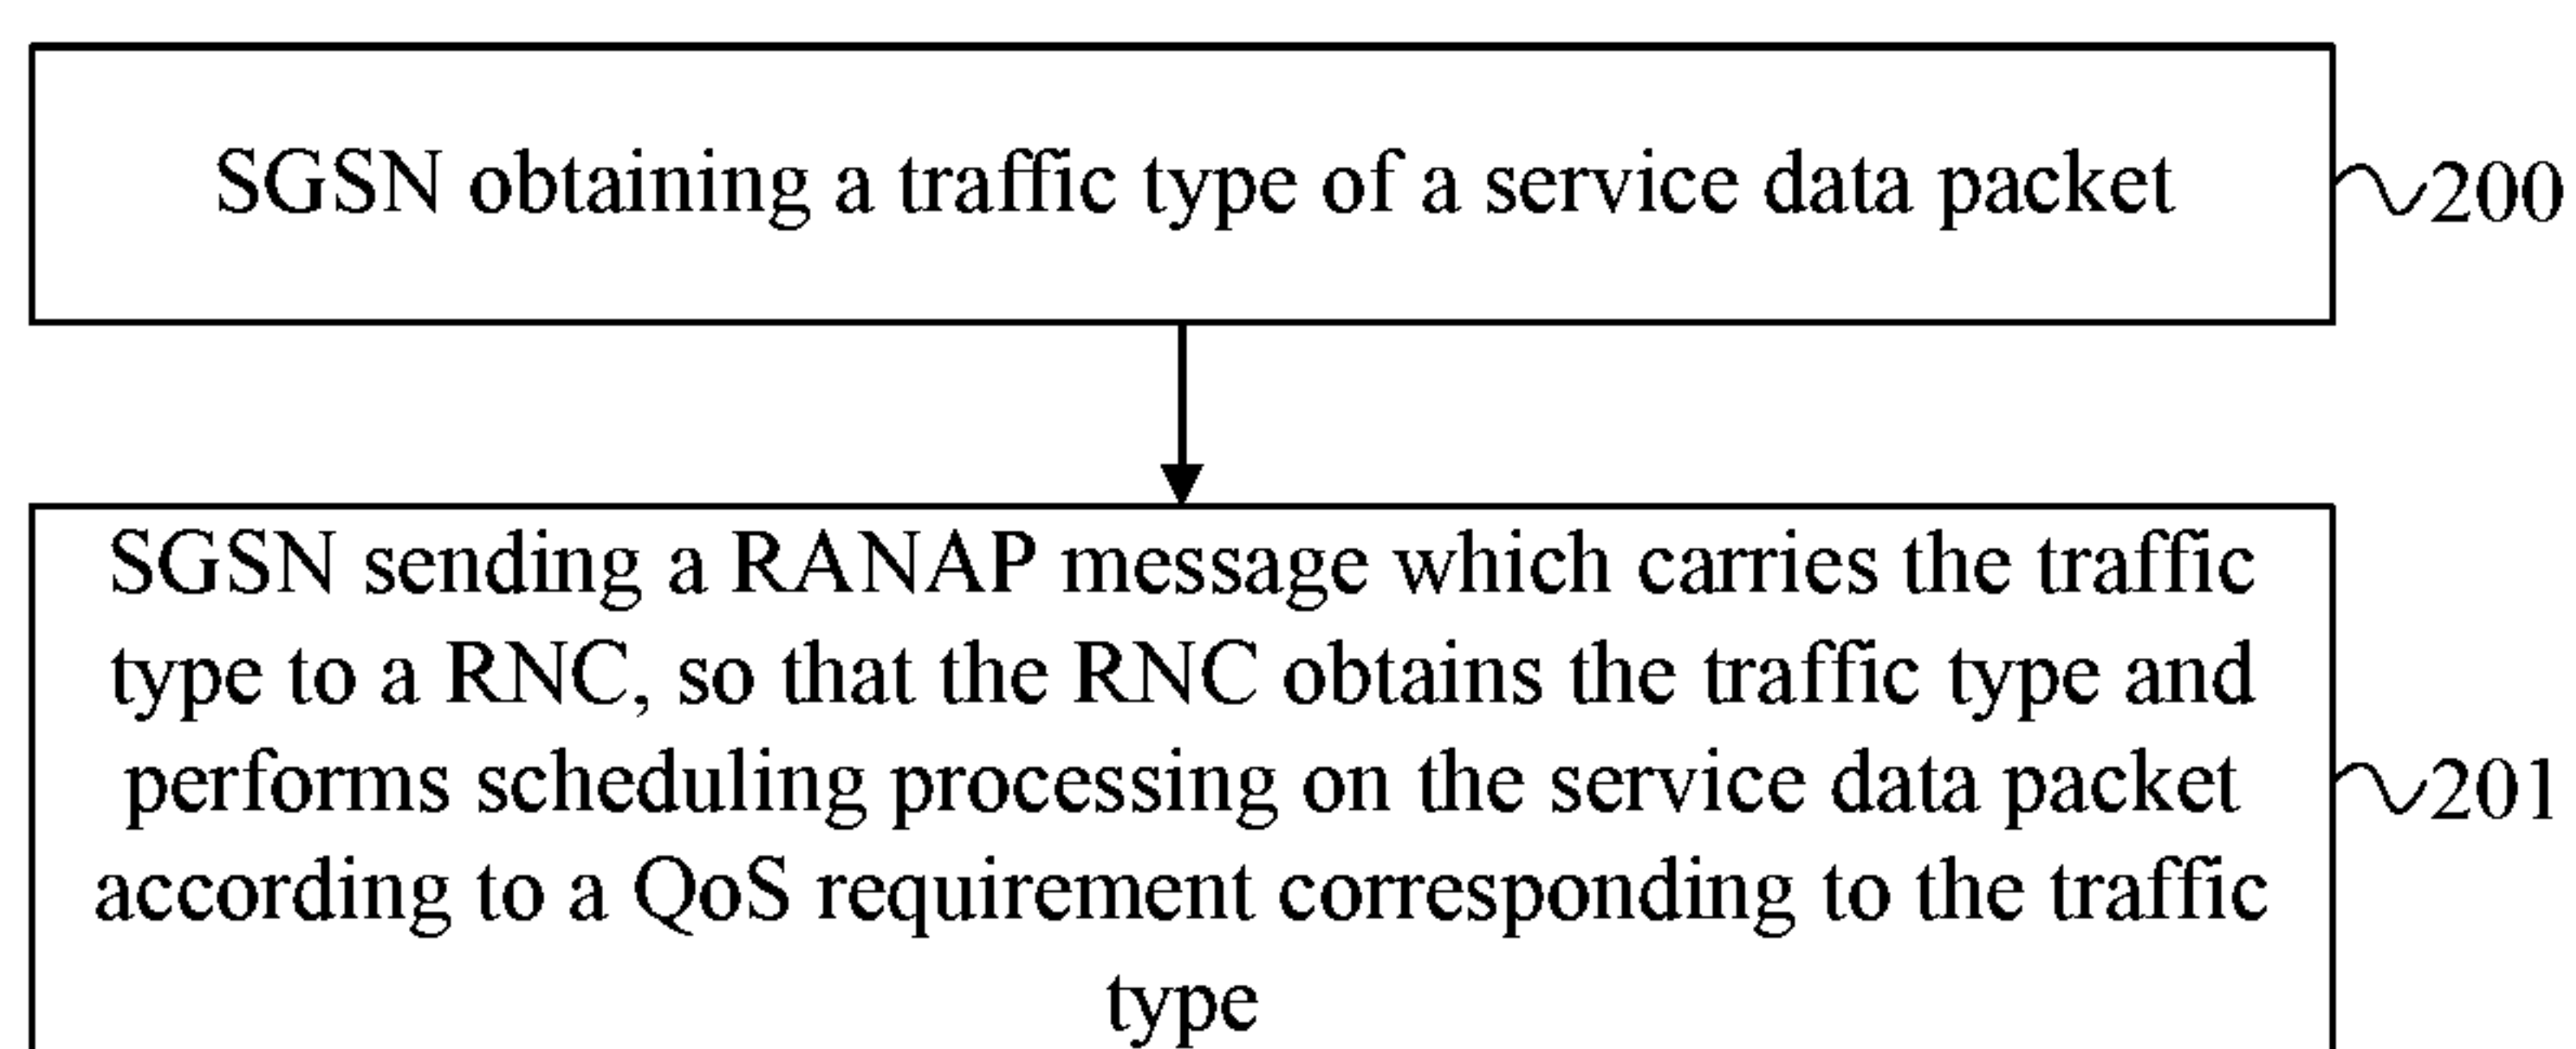 SGSN obtaining a traffic type of a service data packet
200
SGSN sending a RANAP message which carries the traffic
type to a RNC, so that the RNC obtains the traffic type and
performs scheduling processing on the service data packet
201
according to a QoS requirement corresponding to the traffic
type